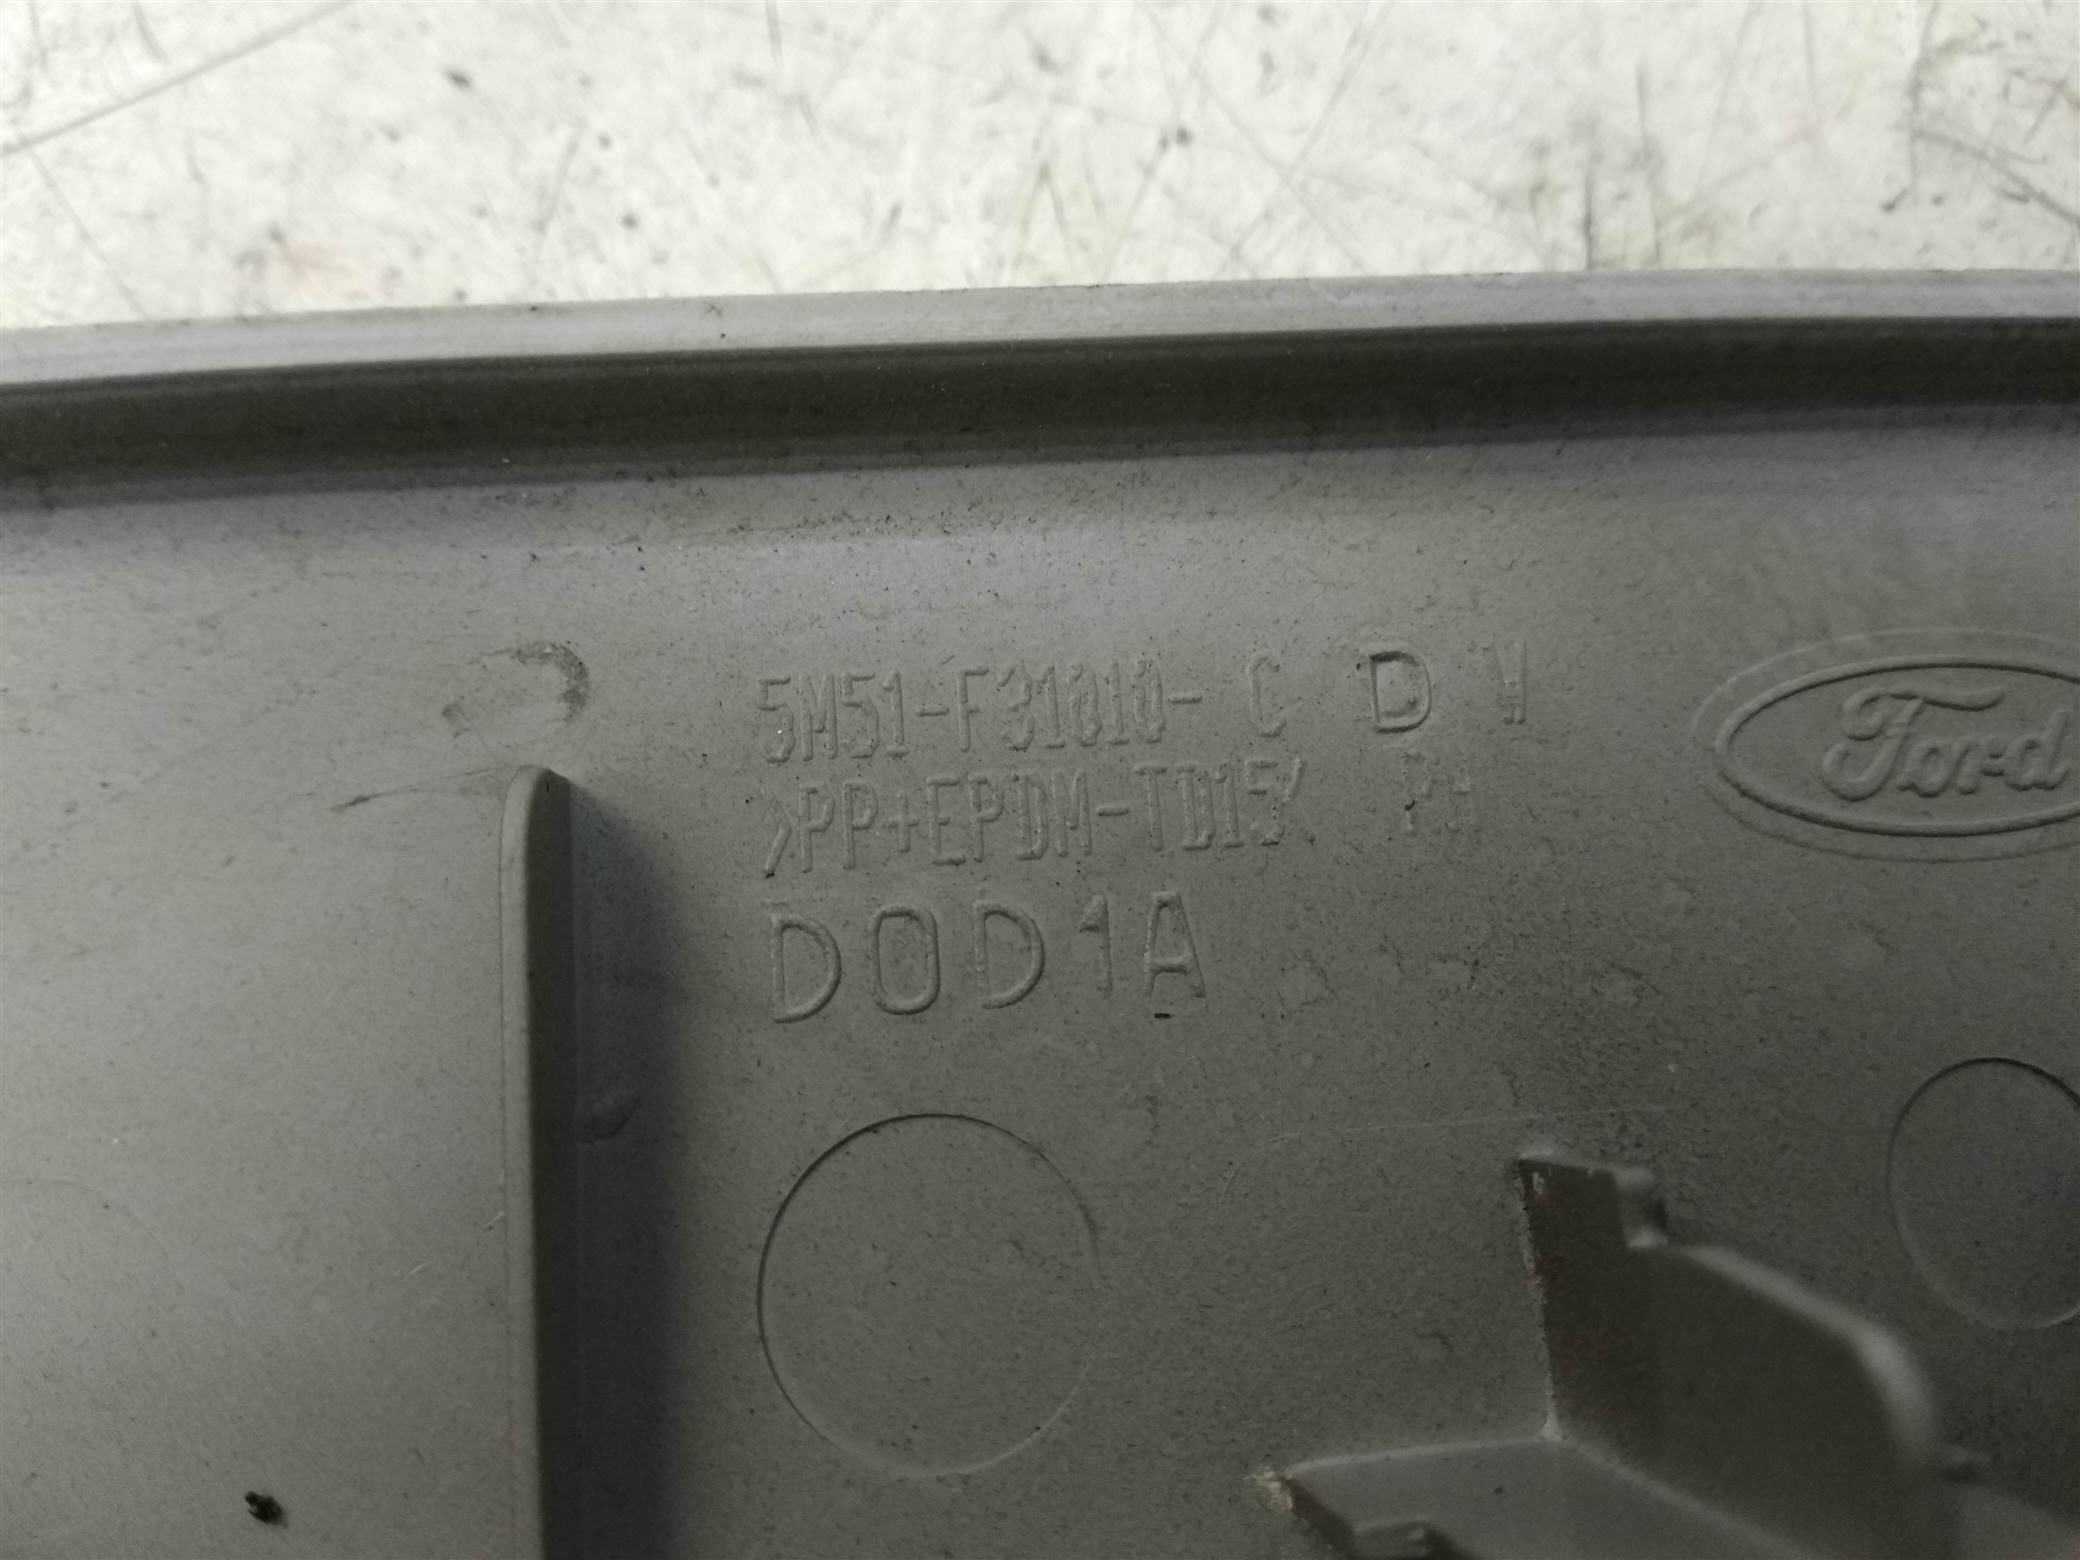 5M51-F31010- C D W
>PP+EPDM-TD15<
DOD1A
Ford